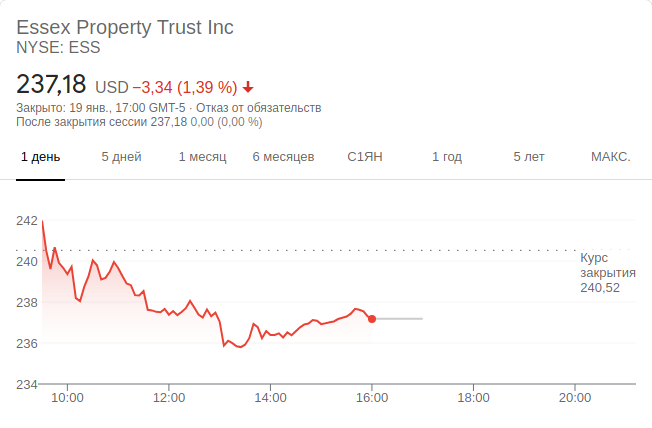 Essex Property Trust Inc
NYSE: ESS
237,18 USD −3,34 (1,39 %)
Закрыто: 19 янв., 17:00 GMT-5 · Отказ от обязательств
После закрытия сессии 237,18 0,00 (0,00 %)
1 день 5 дней 1 месяц 6 месяцев С1ЯН 1 год 5 лет МАКС.
242
240
238
236
234
Курс
закрытия
240,52
10:00 12:00 14:00 16:00 18:00 20:00